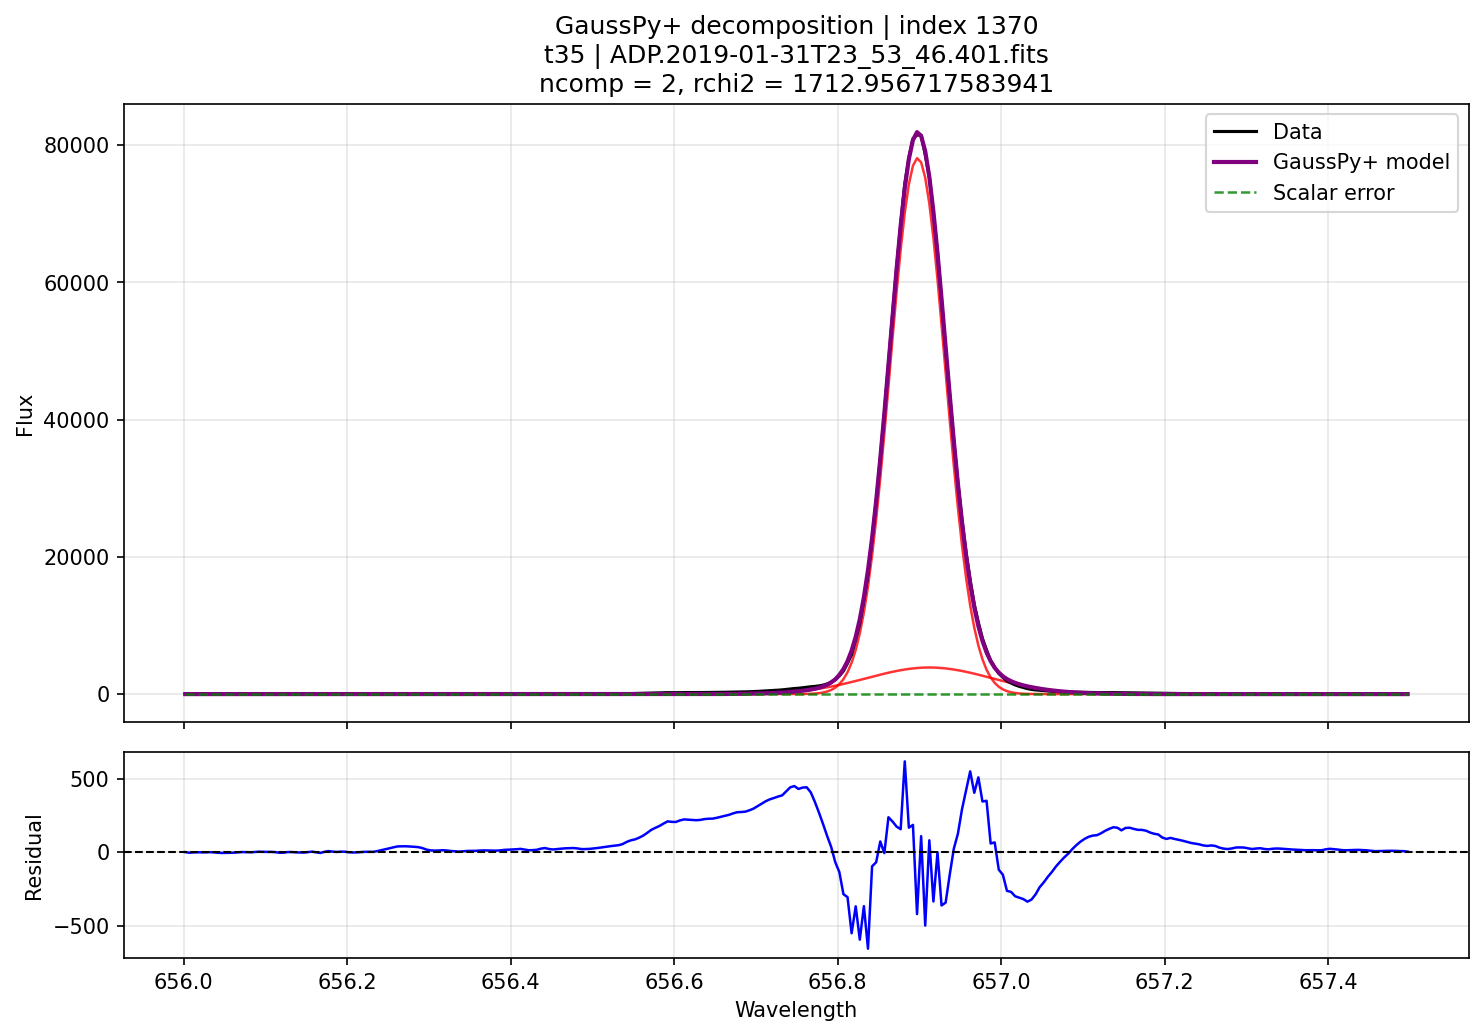 GaussPy+ decomposition | index 1370
t35 | ADP.2019-01-31T23_53_46.401.fits
ncomp = 2, rchi2 = 1712.956717583941
Data
GaussPy+ model
Scalar error
80000
60000
40000
20000
0
Flux
500
0
−500
Residual
656.0 656.2 656.4 656.6 656.8 657.0 657.2 657.4
Wavelength